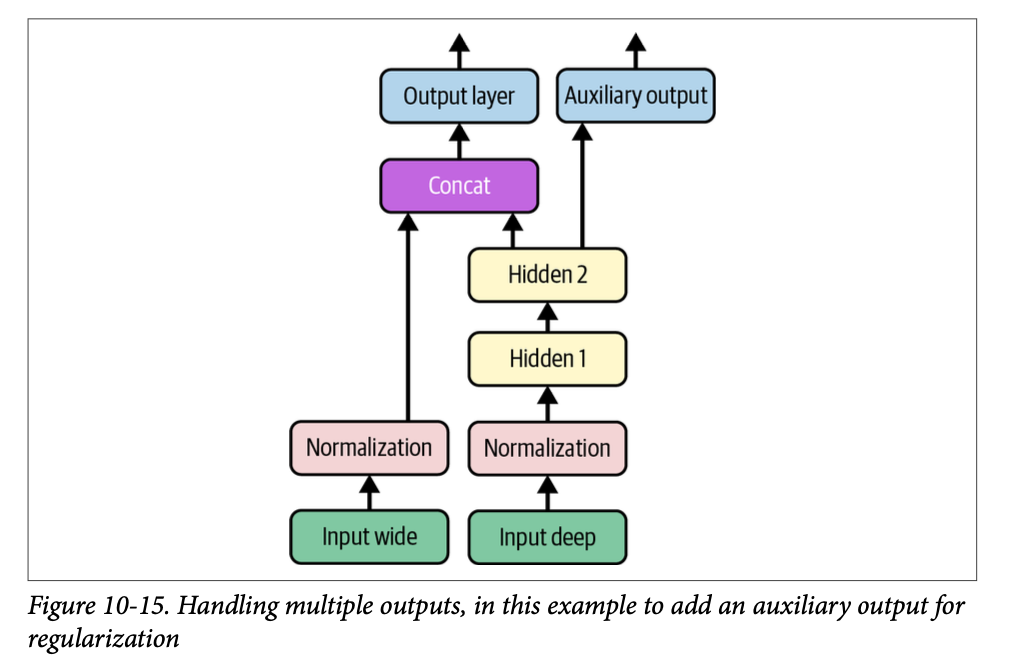 Output layer
Auxiliary output
Concat
Hidden 2
Hidden 1
Normalization
Normalization
Input wide
Input deep
Figure 10-15. Handling multiple outputs, in this example to add an auxiliary output for
regularization